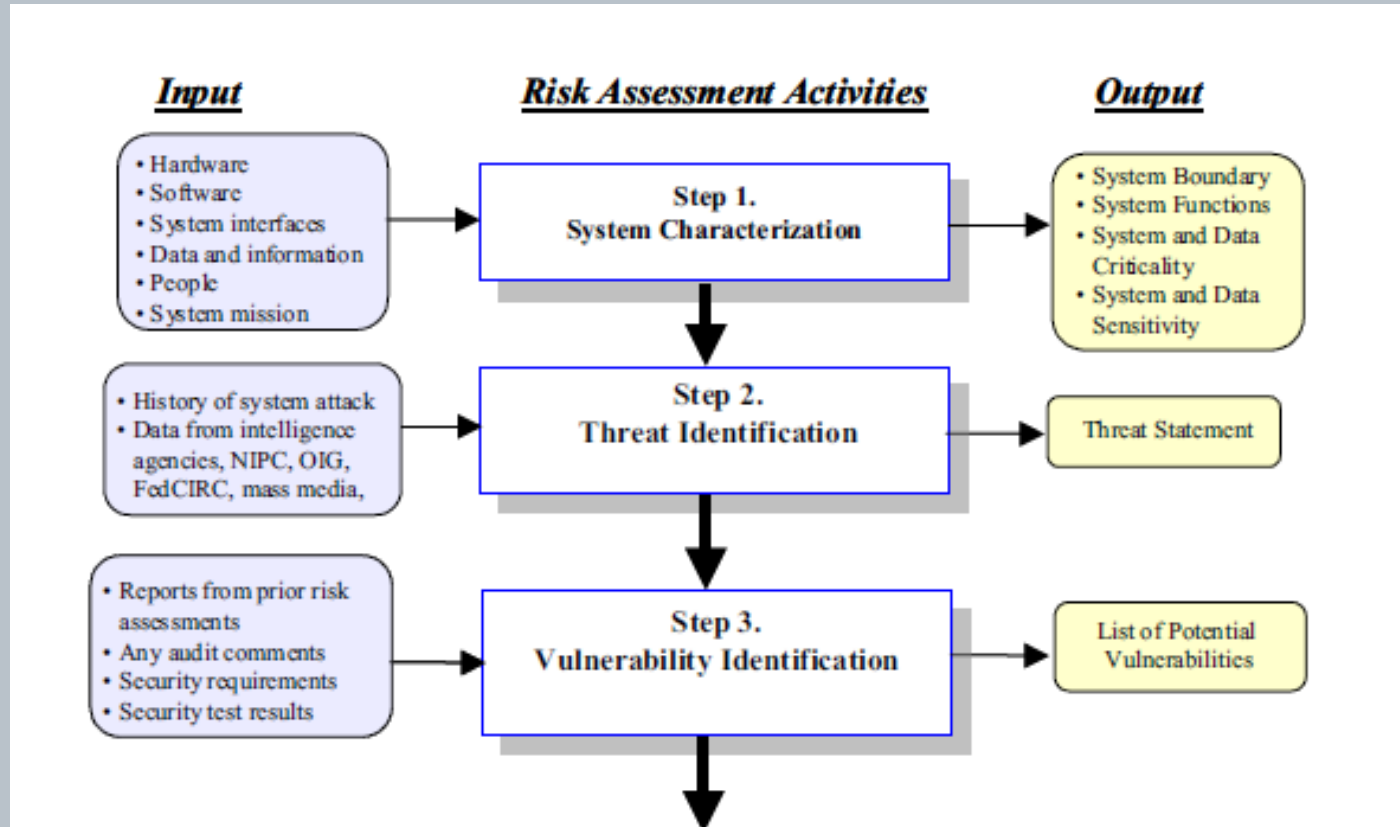 Input
Risk Assessment Activities
Output
• Hardware
• Software
• System interfaces
• Data and information
• People
• System mission
Step 1.
System Characterization
• System Boundary
• System Functions
• System and Data
Criticality
• System and Data
Sensitivity
• History of system attack
• Data from intelligence
agencies, NIPC, OIG,
FedCIRC, mass media,
Step 2.
Threat Identification
Threat Statement
• Reports from prior risk
assessments
• Any audit comments
• Security requirements
• Security test results
Step 3.
Vulnerability Identification
List of Potential
Vulnerabilities